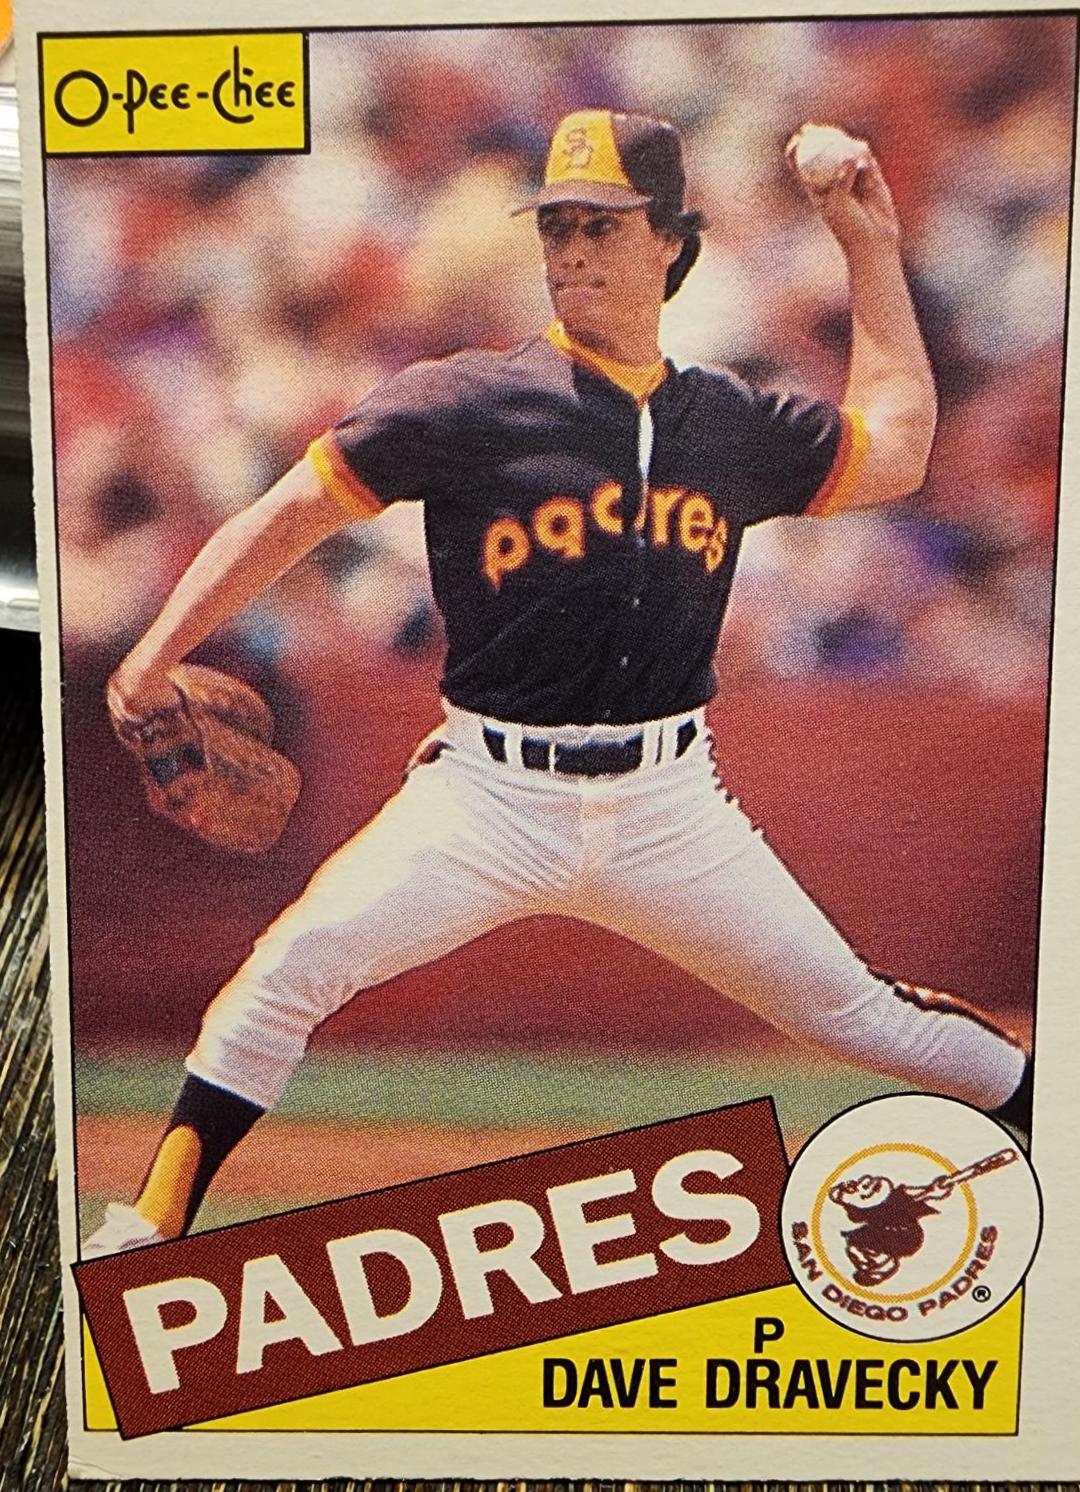 O-Pee-Chee
SD
padres
PADRES
SAN DIEGO PADRES®
P
DAVE DRAVECKY